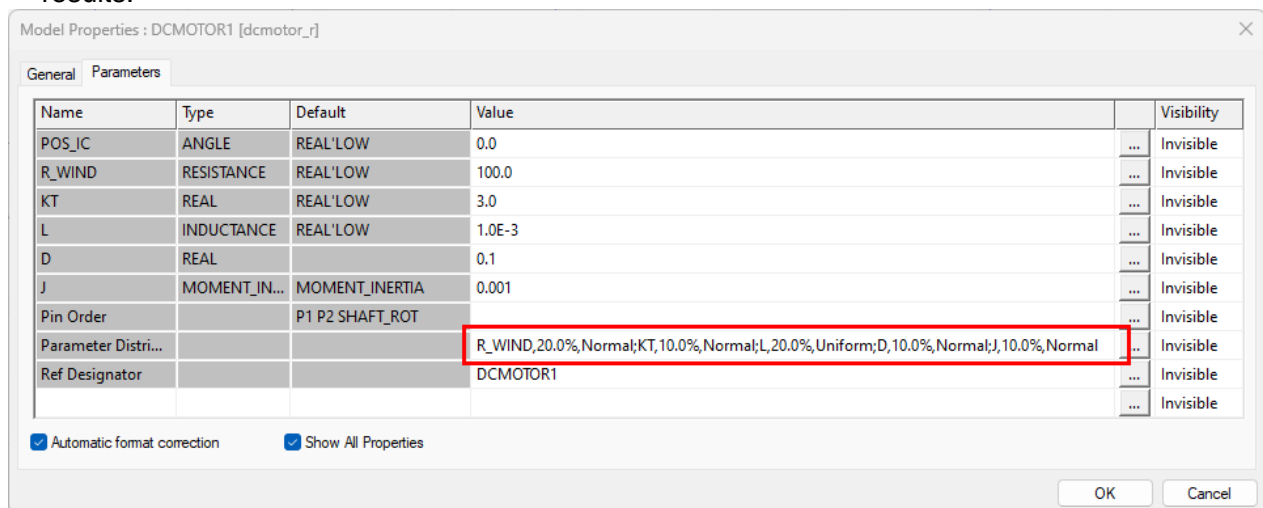 results.
Model Properties : DCMOTOR1 [dcmotor_r]
General Parameters
Name Type Default Value Visibility
POS_IC ANGLE REAL'LOW 0.0 ... Invisible
R_WIND RESISTANCE REAL'LOW 100.0 ... Invisible
KT REAL REAL'LOW 3.0 ... Invisible
L INDUCTANCE REAL'LOW 1.0E-3 ... Invisible
D REAL 0.1 ... Invisible
J MOMENT_IN... MOMENT_INERTIA 0.001 ... Invisible
Pin Order P1 P2 SHAFT_ROT ... Invisible
Parameter Distri... R_WIND,20.0%,Normal;KT,10.0%,Normal;L,20.0%,Uniform;D,10.0%,Normal;J,10.0%,Normal ... Invisible
Ref Designator DCMOTOR1 ... Invisible
... Invisible
Automatic format correction Show All Properties
OK Cancel